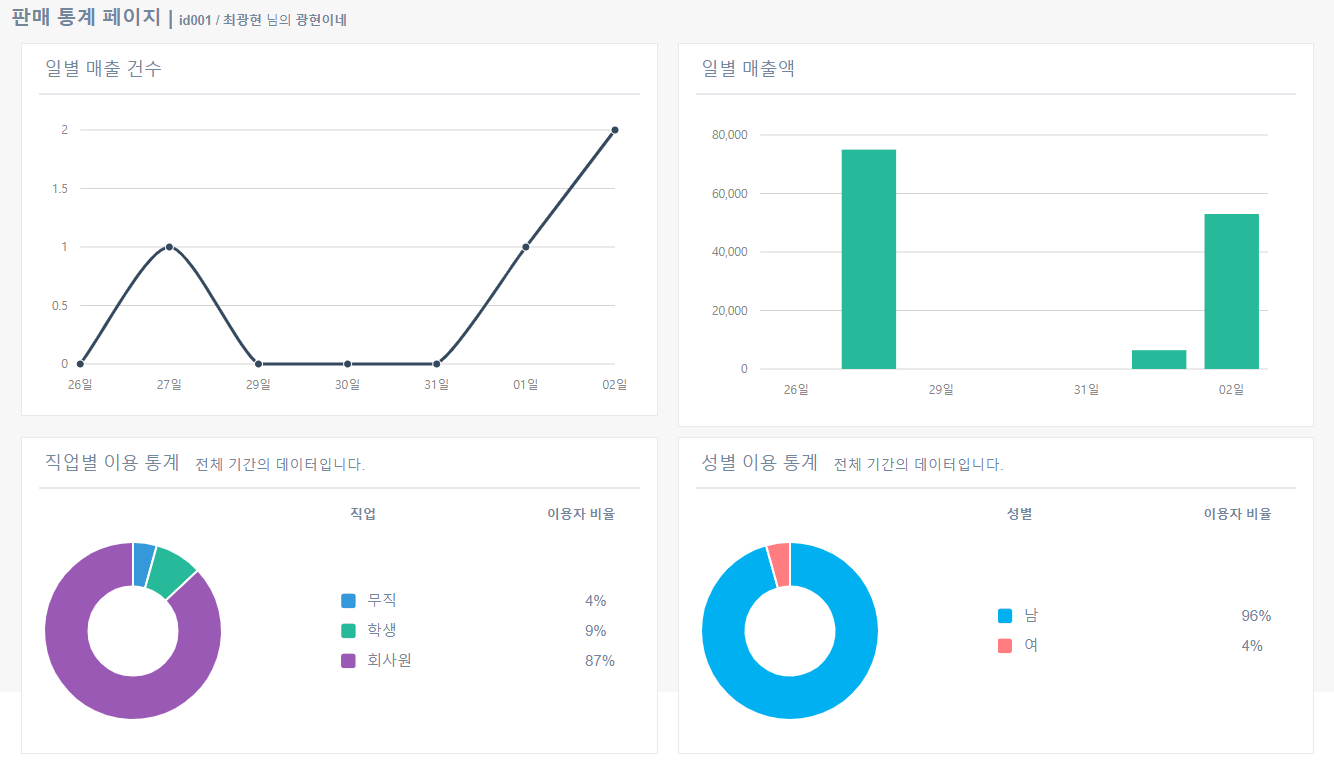 판매 통계 페이지 | id001 / 최광현 님의 광현이네
일별 매출 건수
2
1.5
1
0.5
0
26일 27일 29일 30일 31일 01일 02일
일별 매출액
80,000
60,000
40,000
20,000
0
26일 29일 31일 02일
직업별 이용 통계 전체 기간의 데이터입니다.
직업 이용자 비율
무직 4%
학생 9%
회사원 87%
성별 이용 통계 전체 기간의 데이터입니다.
성별 이용자 비율
남 96%
여 4%